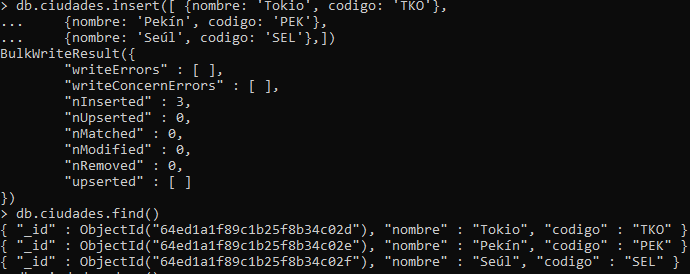 > db.ciudades.insert([ {nombre: 'Tokio', codigo: 'TKO'},
...     {nombre: 'Pekín', codigo: 'PEK'},
...     {nombre: 'Seúl', codigo: 'SEL'},])
BulkWriteResult({
        "writeErrors" : [ ],
        "writeConcernErrors" : [ ],
        "nInserted" : 3,
        "nUpserted" : 0,
        "nMatched" : 0,
        "nModified" : 0,
        "nRemoved" : 0,
        "upserted" : [ ]
})
> db.ciudades.find()
{ "_id" : ObjectId("64ed1a1f89c1b25f8b34c02d"), "nombre" : "Tokio", "codigo" : "TKO" }
{ "_id" : ObjectId("64ed1a1f89c1b25f8b34c02e"), "nombre" : "Pekín", "codigo" : "PEK" }
{ "_id" : ObjectId("64ed1a1f89c1b25f8b34c02f"), "nombre" : "Seúl", "codigo" : "SEL" }